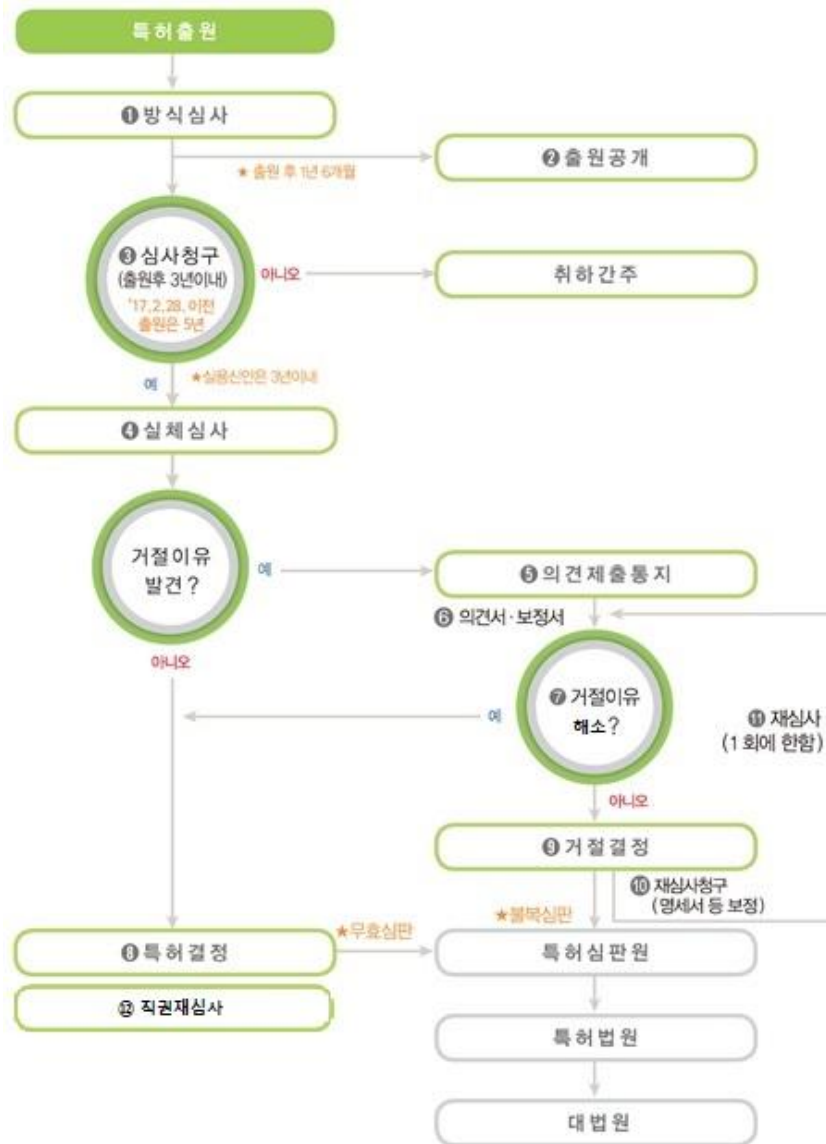 특허출원
❶ 방식심사
★ 출원 후 1년 6개월
❷ 출원공개
❸ 심사청구
(출원후 3년이내)
'17.2.28. 이전
출원은 5년
아니오
취하간주
예
★실용신안은 3년이내
❹ 실체심사
거절이유
발견?
예
❺ 의견제출통지
❻ 의견서·보정서
아니오
❼ 거절이유
해소?
예
⓫ 재심사
(1회에 한함)
아니오
❾ 거절결정
❿ 재심사청구
(명세서 등 보정)
★불복심판
★무효심판
❽ 특허결정
특허심판원
⑫ 직권재심사
특허법원
대법원